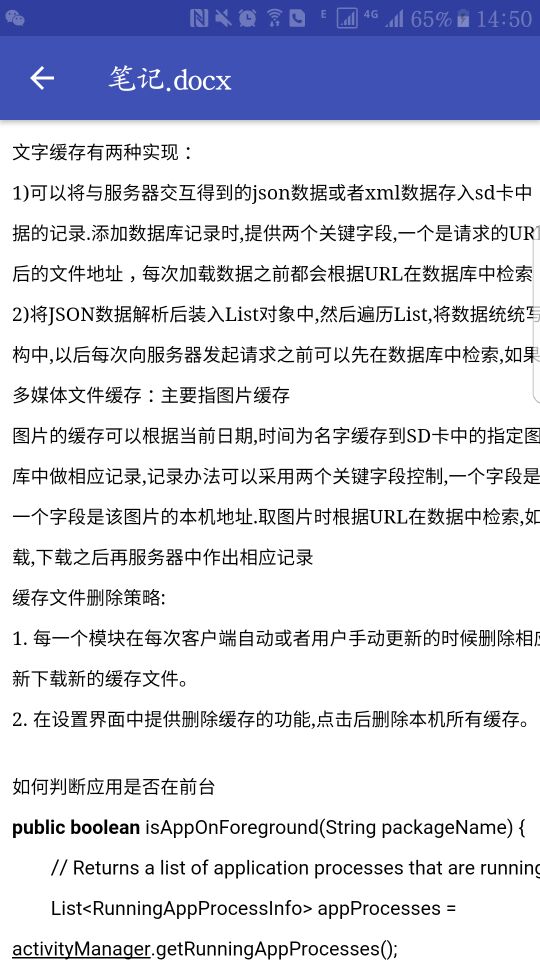 E 4G 65% 14:50
笔记.docx
文字缓存有两种实现：
1)可以将与服务器交互得到的json数据或者xml数据存入sd卡中
据的记录.添加数据库记录时,提供两个关键字段,一个是请求的UR
后的文件地址，每次加载数据之前都会根据URL在数据库中检索
2)将JSON数据解析后装入List对象中,然后遍历List,将数据统统写
构中,以后每次向服务器发起请求之前可以先在数据库中检索,如果
多媒体文件缓存：主要指图片缓存
图片的缓存可以根据当前日期,时间为名字缓存到SD卡中的指定图
库中做相应记录,记录办法可以采用两个关键字段控制,一个字段是
一个字段是该图片的本机地址.取图片时根据URL在数据中检索,如
载,下载之后再服务器中作出相应记录
缓存文件删除策略:
1. 每一个模块在每次客户端自动或者用户手动更新的时候删除相应
新下载新的缓存文件。
2. 在设置界面中提供删除缓存的功能,点击后删除本机所有缓存。
如何判断应用是否在前台
public boolean isAppOnForeground(String packageName) {
// Returns a list of application processes that are running
List<RunningAppProcessInfo> appProcesses =
activityManager.getRunningAppProcesses();